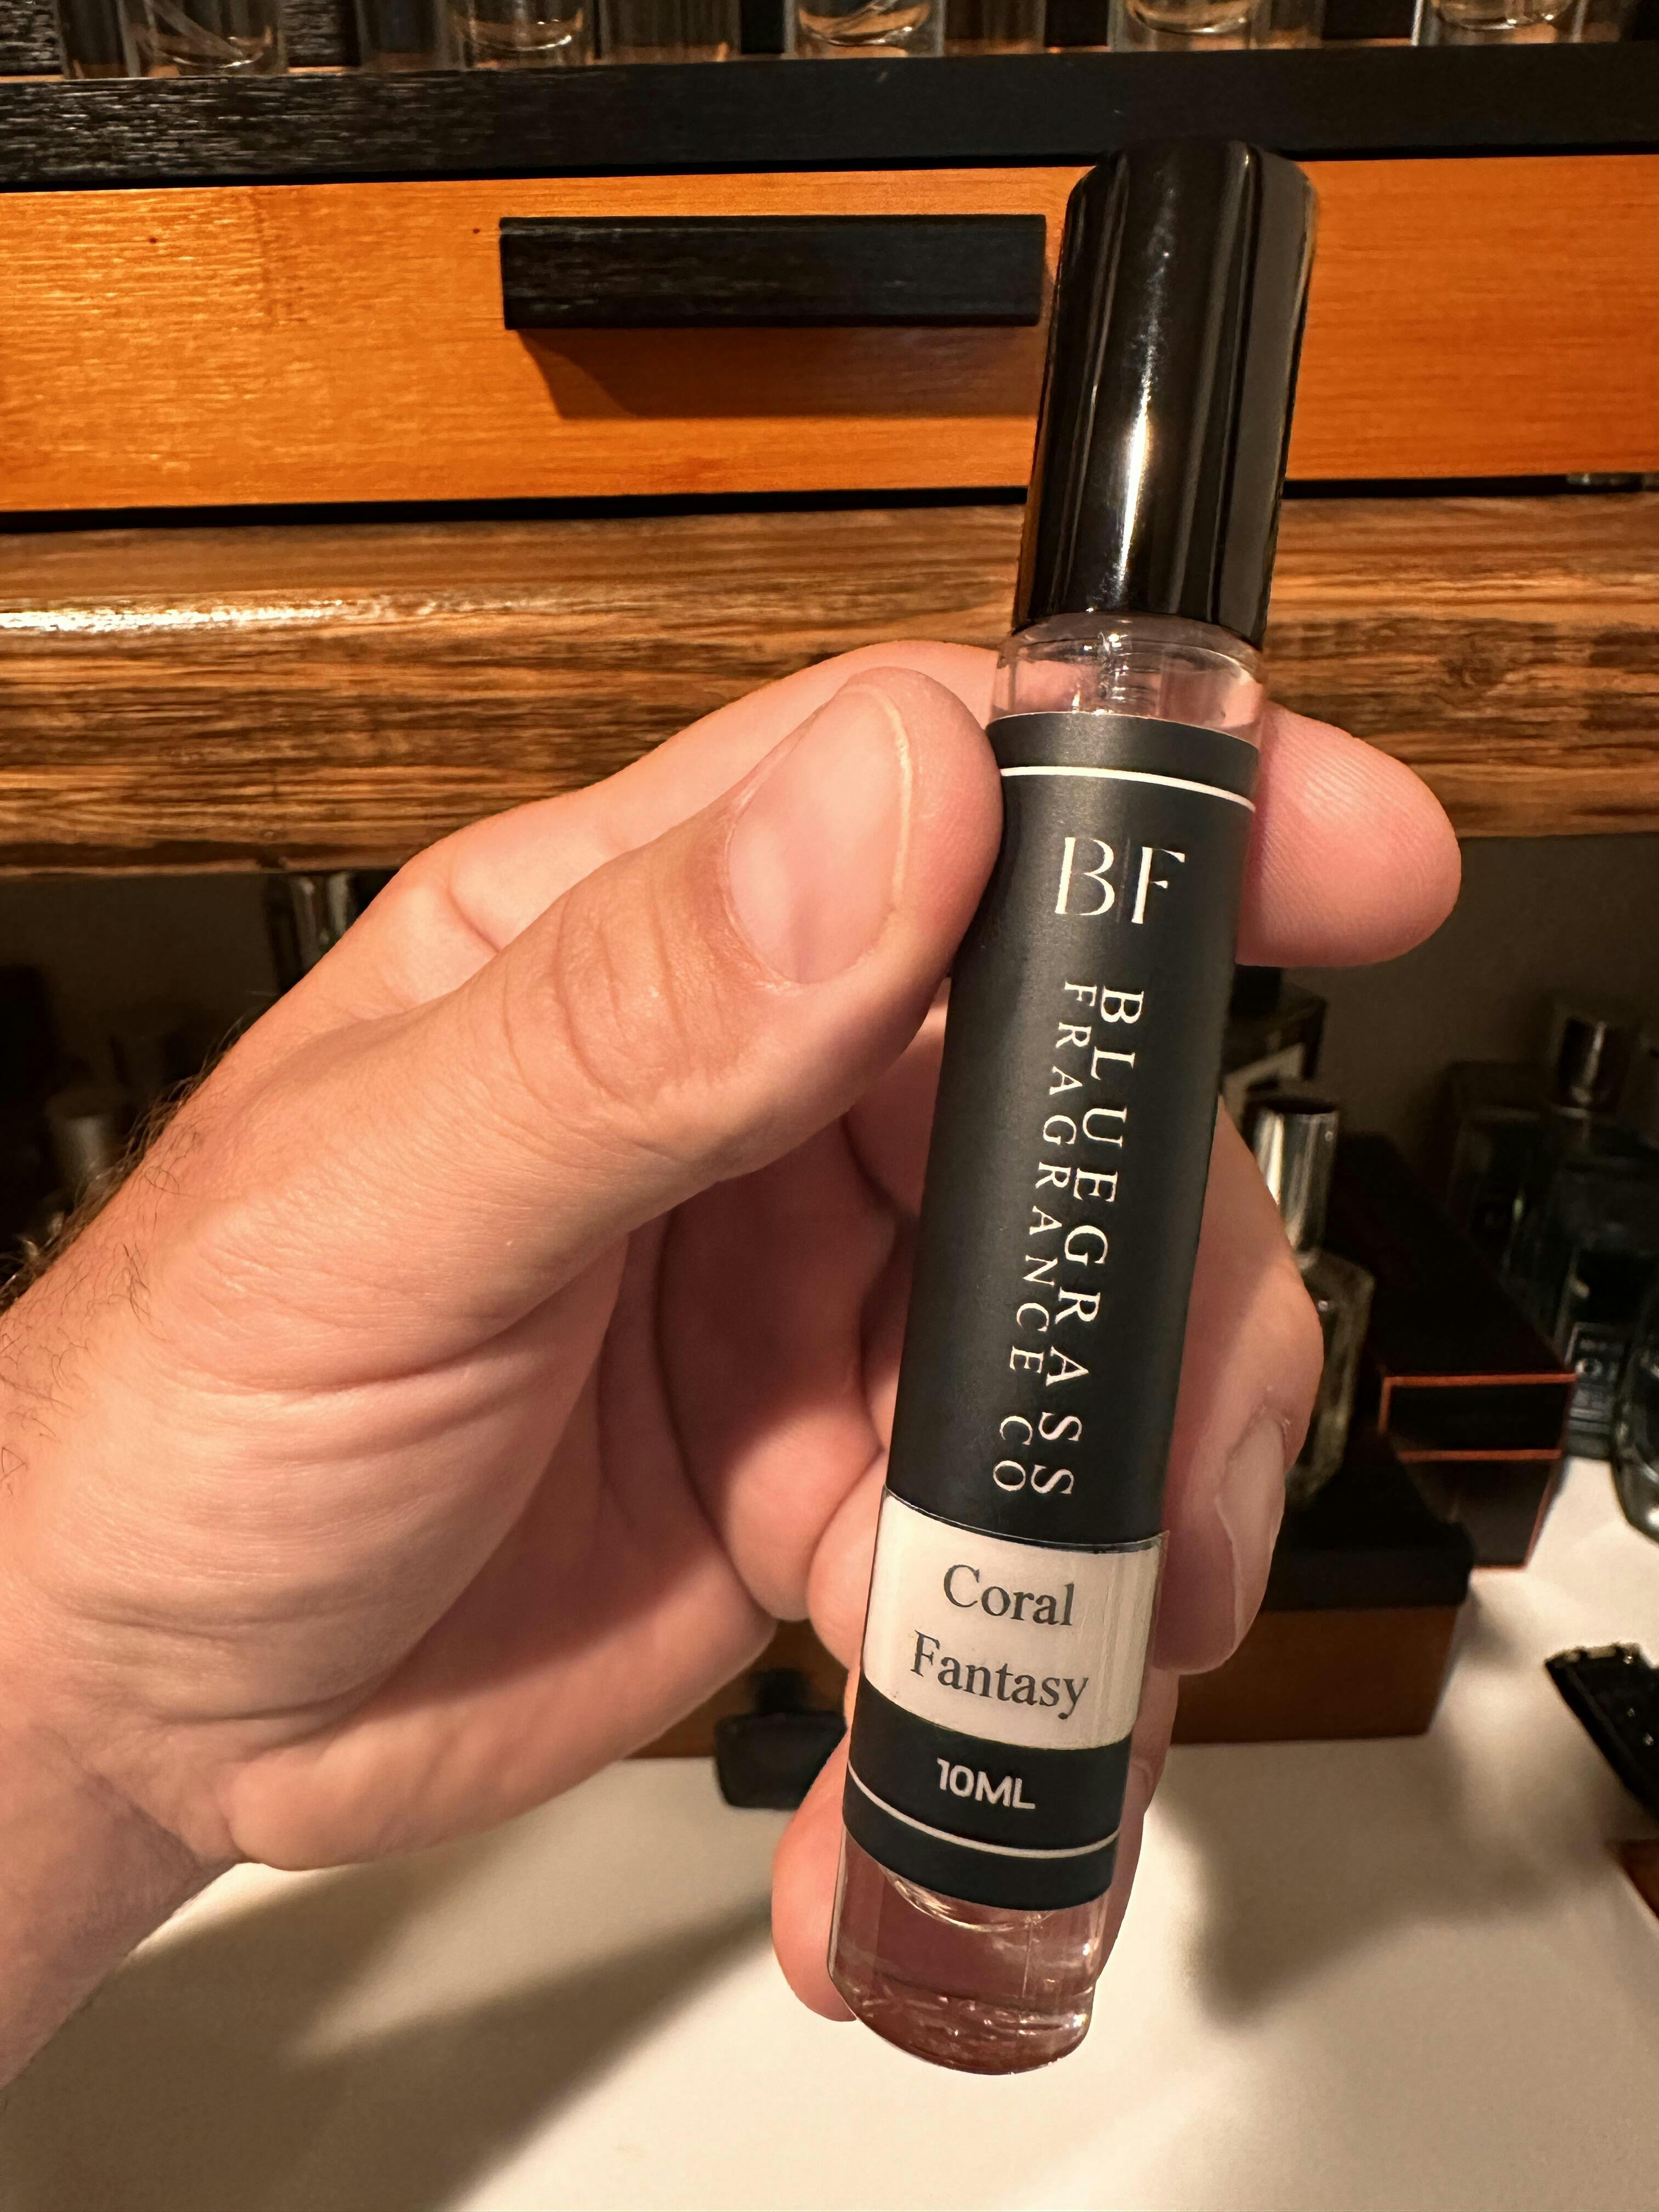 BF
BLUEGRASS
FRAGRANCE CO
Coral
Fantasy
10ML